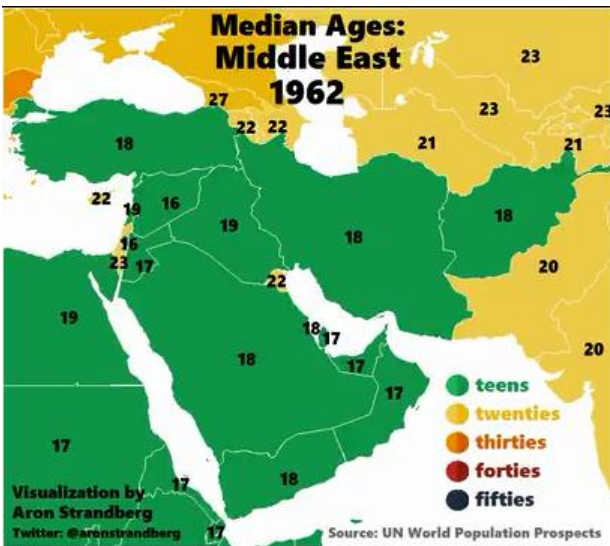 Median Ages:
Middle East
1962
23
27
23
23
22
22
21
21
18
22
19
16
19
18
18
16
23
17
20
22
19
18
17
20
18
17
17
17
18
17
17
teens
twenties
thirties
forties
fifties
Visualization by
Aron Strandberg
Twitter: @aronstrandberg
Source: UN World Population Prospects